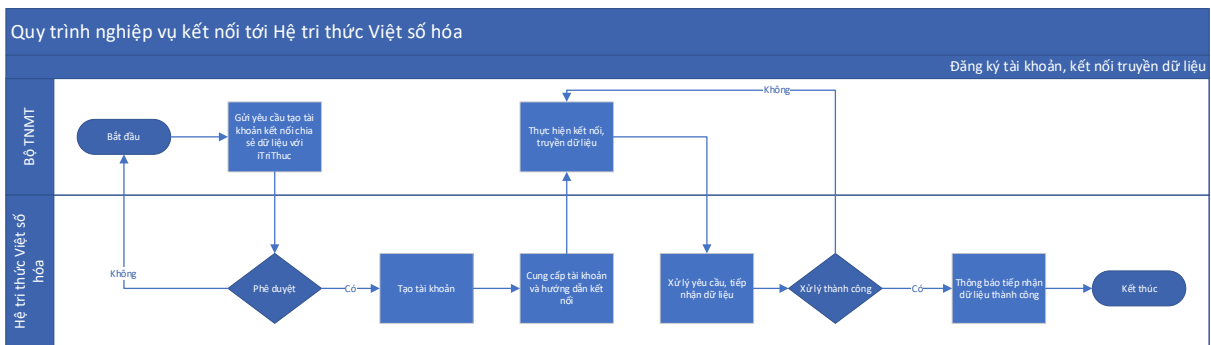 Quy trình nghiệp vụ kết nối tới Hệ tri thức Việt số hóa
Đăng ký tài khoản, kết nối truyền dữ liệu
Bộ TNMT
Bắt đầu
Gửi yêu cầu tạo tài
khoản kết nối chia
sẻ dữ liệu với
iTriThuc
Thực hiện kết nối,
truyền dữ liệu
Không
Hệ tri thức Việt số
hóa
Không
Phê duyệt
Có
Tạo tài khoản
Cung cấp tài khoản
và hướng dẫn kết
nối
Xử lý yêu cầu, tiếp
nhận dữ liệu
Xử lý thành công
Có
Thông báo tiếp nhận
dữ liệu thành công
Kết thúc